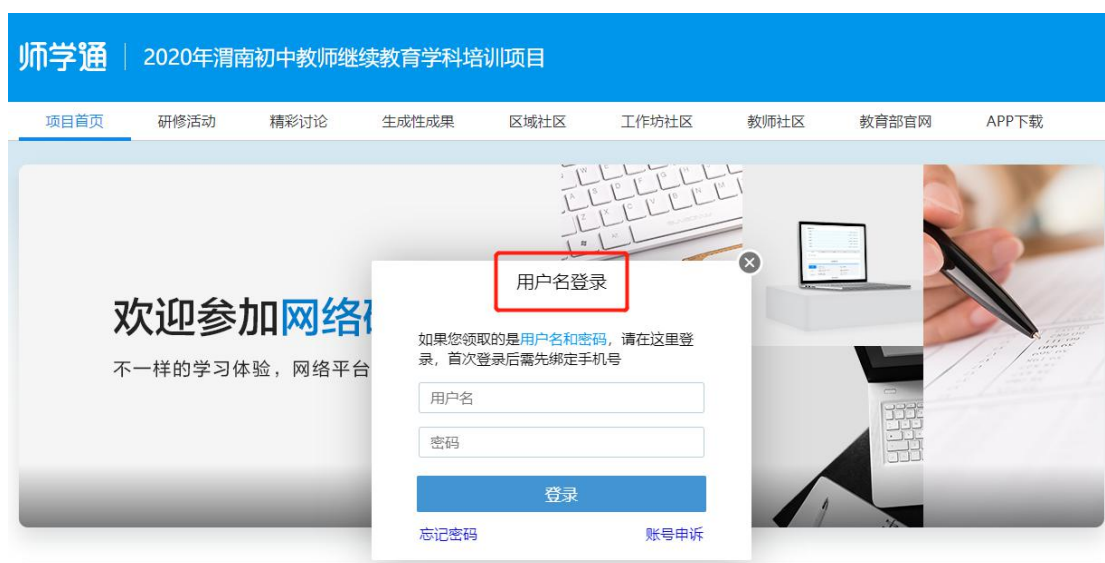 师学通
2020年渭南初中教师继续教育学科培训项目
项目首页
研修活动
精彩讨论
生成性成果
区域社区
工作坊社区
教师社区
教育部官网
APP下载
欢迎参加网络
不一样的学习体验，网络平台
用户名登录
如果您领取的是用户名和密码，请在这里登
录，首次登录后需先绑定手机号
用户名
密码
登录
忘记密码
账号申诉